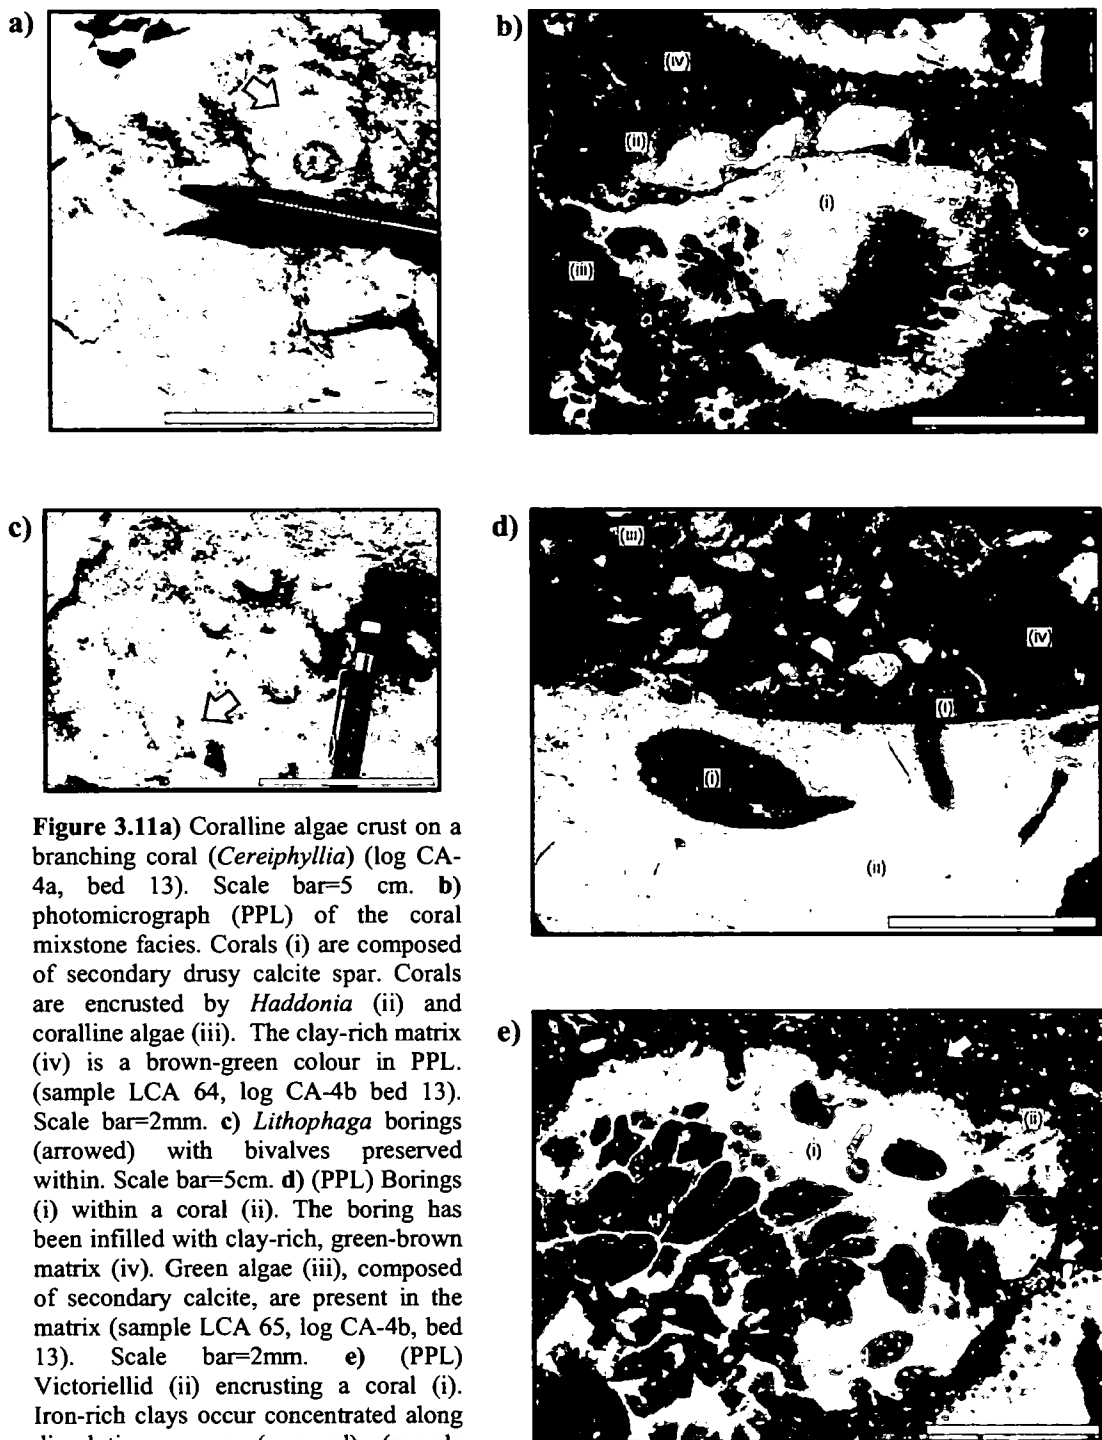 a)
b)
(iv)
(ii)
(i)
(iii)
c)
d)
(iii)
(iv)
(i)
(i)
(ii)
Figure 3.11a) Coralline algae crust on a
branching coral (Cereiphyllia) (log CA-
4a, bed 13). Scale bar=5 cm. b)
photomicrograph (PPL) of the coral
mixstone facies. Corals (i) are composed
of secondary drusy calcite spar. Corals
are encrusted by Haddonia (ii) and
coralline algae (iii). The clay-rich matrix
(iv) is a brown-green colour in PPL.
(sample LCA 64, log CA-4b bed 13).
Scale bar=2mm. c) Lithophaga borings
(arrowed) with bivalves preserved
within. Scale bar=5cm. d) (PPL) Borings
(i) within a coral (ii). The boring has
been infilled with clay-rich, green-brown
matrix (iv). Green algae (iii), composed
of secondary calcite, are present in the
matrix (sample LCA 65, log CA-4b, bed
13). Scale bar=2mm. e) (PPL)
Victoriellid (ii) encrusting a coral (i).
Iron-rich clays occur concentrated along
e)
(ii)
(i)